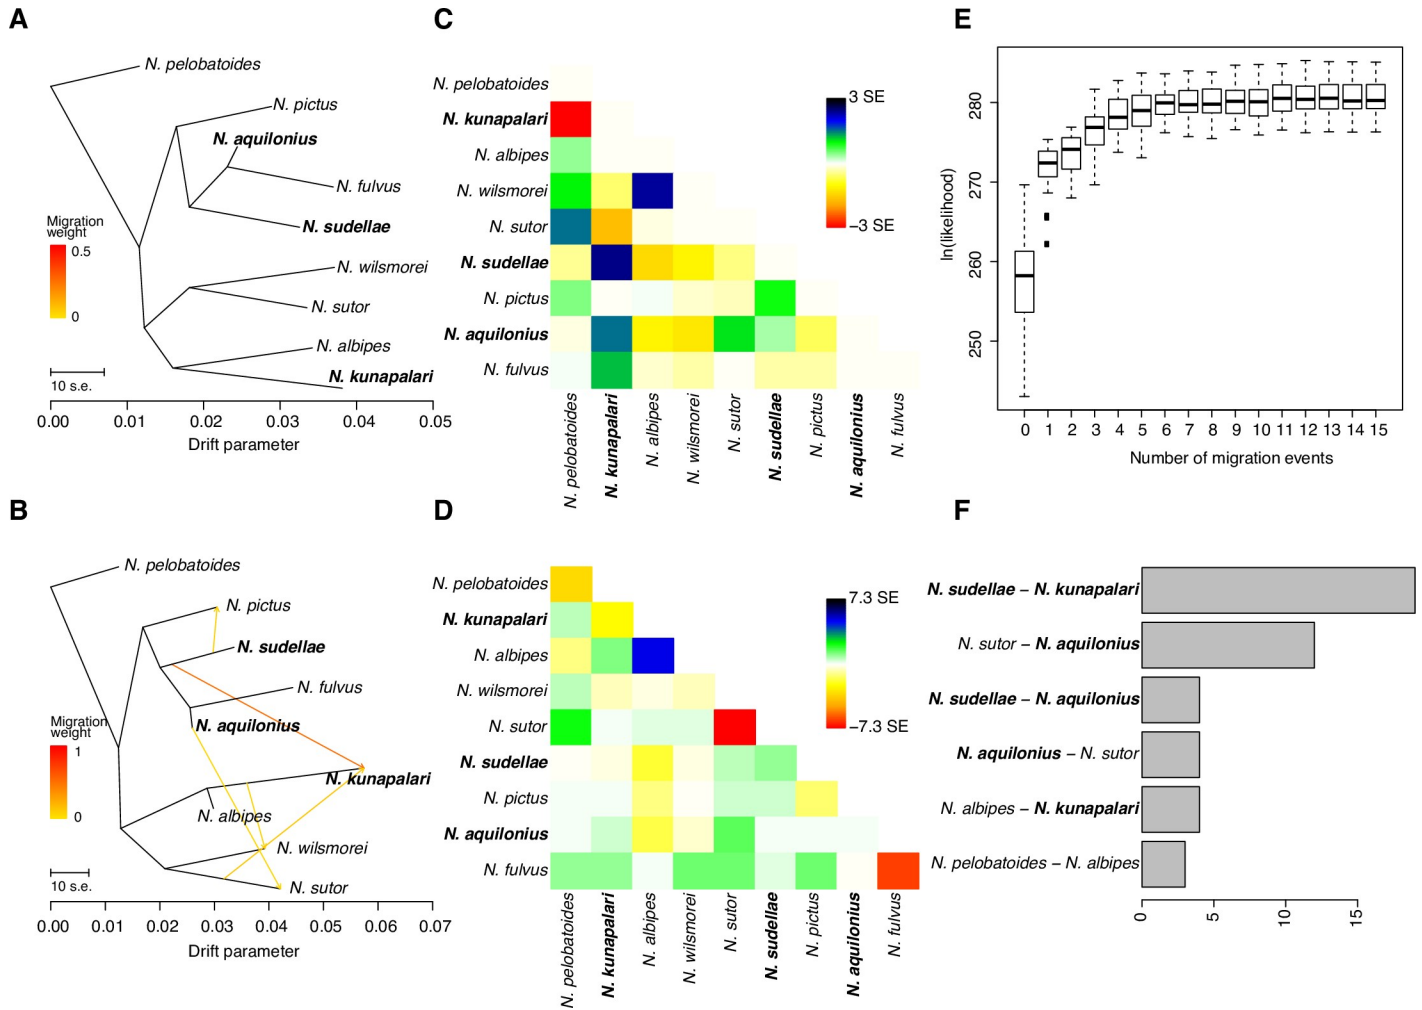 A
N. pelobatoides
N. pictus
N. aquilonius
N. fulvus
N. sudellae
Migration
weight
0.5
0
N. wilsmorei
N. sutor
N. albipes
N. kunapalari
10 s.e.
0.00 0.01 0.02 0.03 0.04 0.05
Drift parameter
B
N. pelobatoides
N. pictus
N. sudellae
N. fulvus
Migration
weight
1
0
N. aquilonius
N. kunapalari
N. albipes
N. wilsmorei
N. sutor
10 s.e.
0.00 0.01 0.02 0.03 0.04 0.05 0.06 0.07
Drift parameter
C
N. pelobatoides
N. kunapalari
N. albipes
N. wilsmorei
N. sutor
N. sudellae
N. pictus
N. aquilonius
N. fulvus
3 SE
−3 SE
N. pelobatoides
N. kunapalari
N. albipes
N. wilsmorei
N. sutor
N. sudellae
N. pictus
N. aquilonius
N. fulvus
D
N. pelobatoides
N. kunapalari
N. albipes
N. wilsmorei
N. sutor
N. sudellae
N. pictus
N. aquilonius
N. fulvus
7.3 SE
−7.3 SE
N. pelobatoides
N. kunapalari
N. albipes
N. wilsmorei
N. sutor
N. sudellae
N. pictus
N. aquilonius
N. fulvus
E
ln(likelihood)
280
270
260
250
0 1 2 3 4 5 6 7 8 9 10 11 12 13 14 15
Number of migration events
F
N. sudellae – N. kunapalari
N. sutor – N. aquilonius
N. sudellae – N. aquilonius
N. aquilonius – N. sutor
N. albipes – N. kunapalari
N. pelobatoides – N. albipes
0 5 10 15